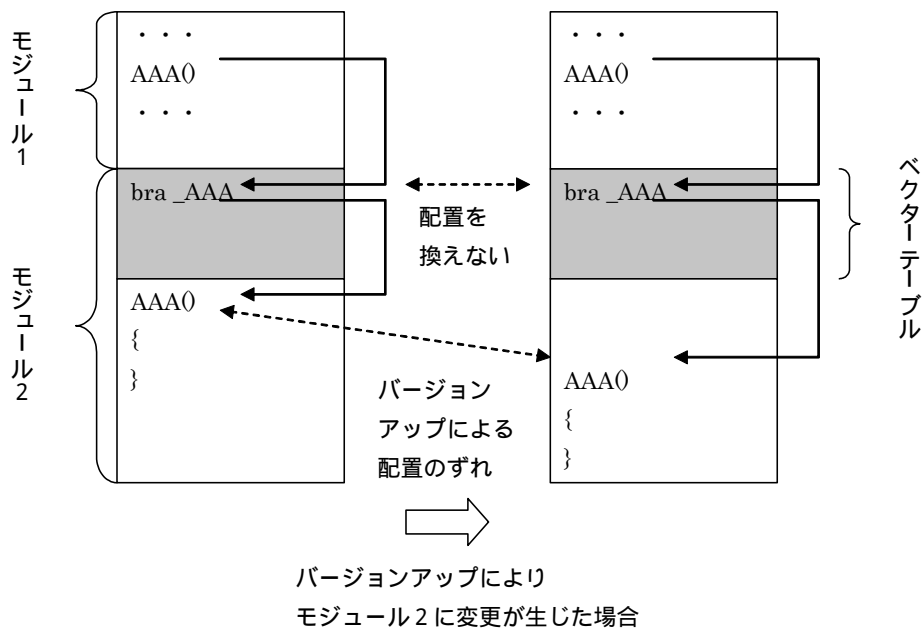 モジュール1
・・・
AAA()
・・・
bra _AAA
モジュール2
AAA()
{
}
配置を
換えない
バージョン
アップによる
配置のずれ
・・・
AAA()
・・・
bra _AAA
AAA()
{
}
ベクターテーブル
バージョンアップにより
モジュール2に変更が生じた場合